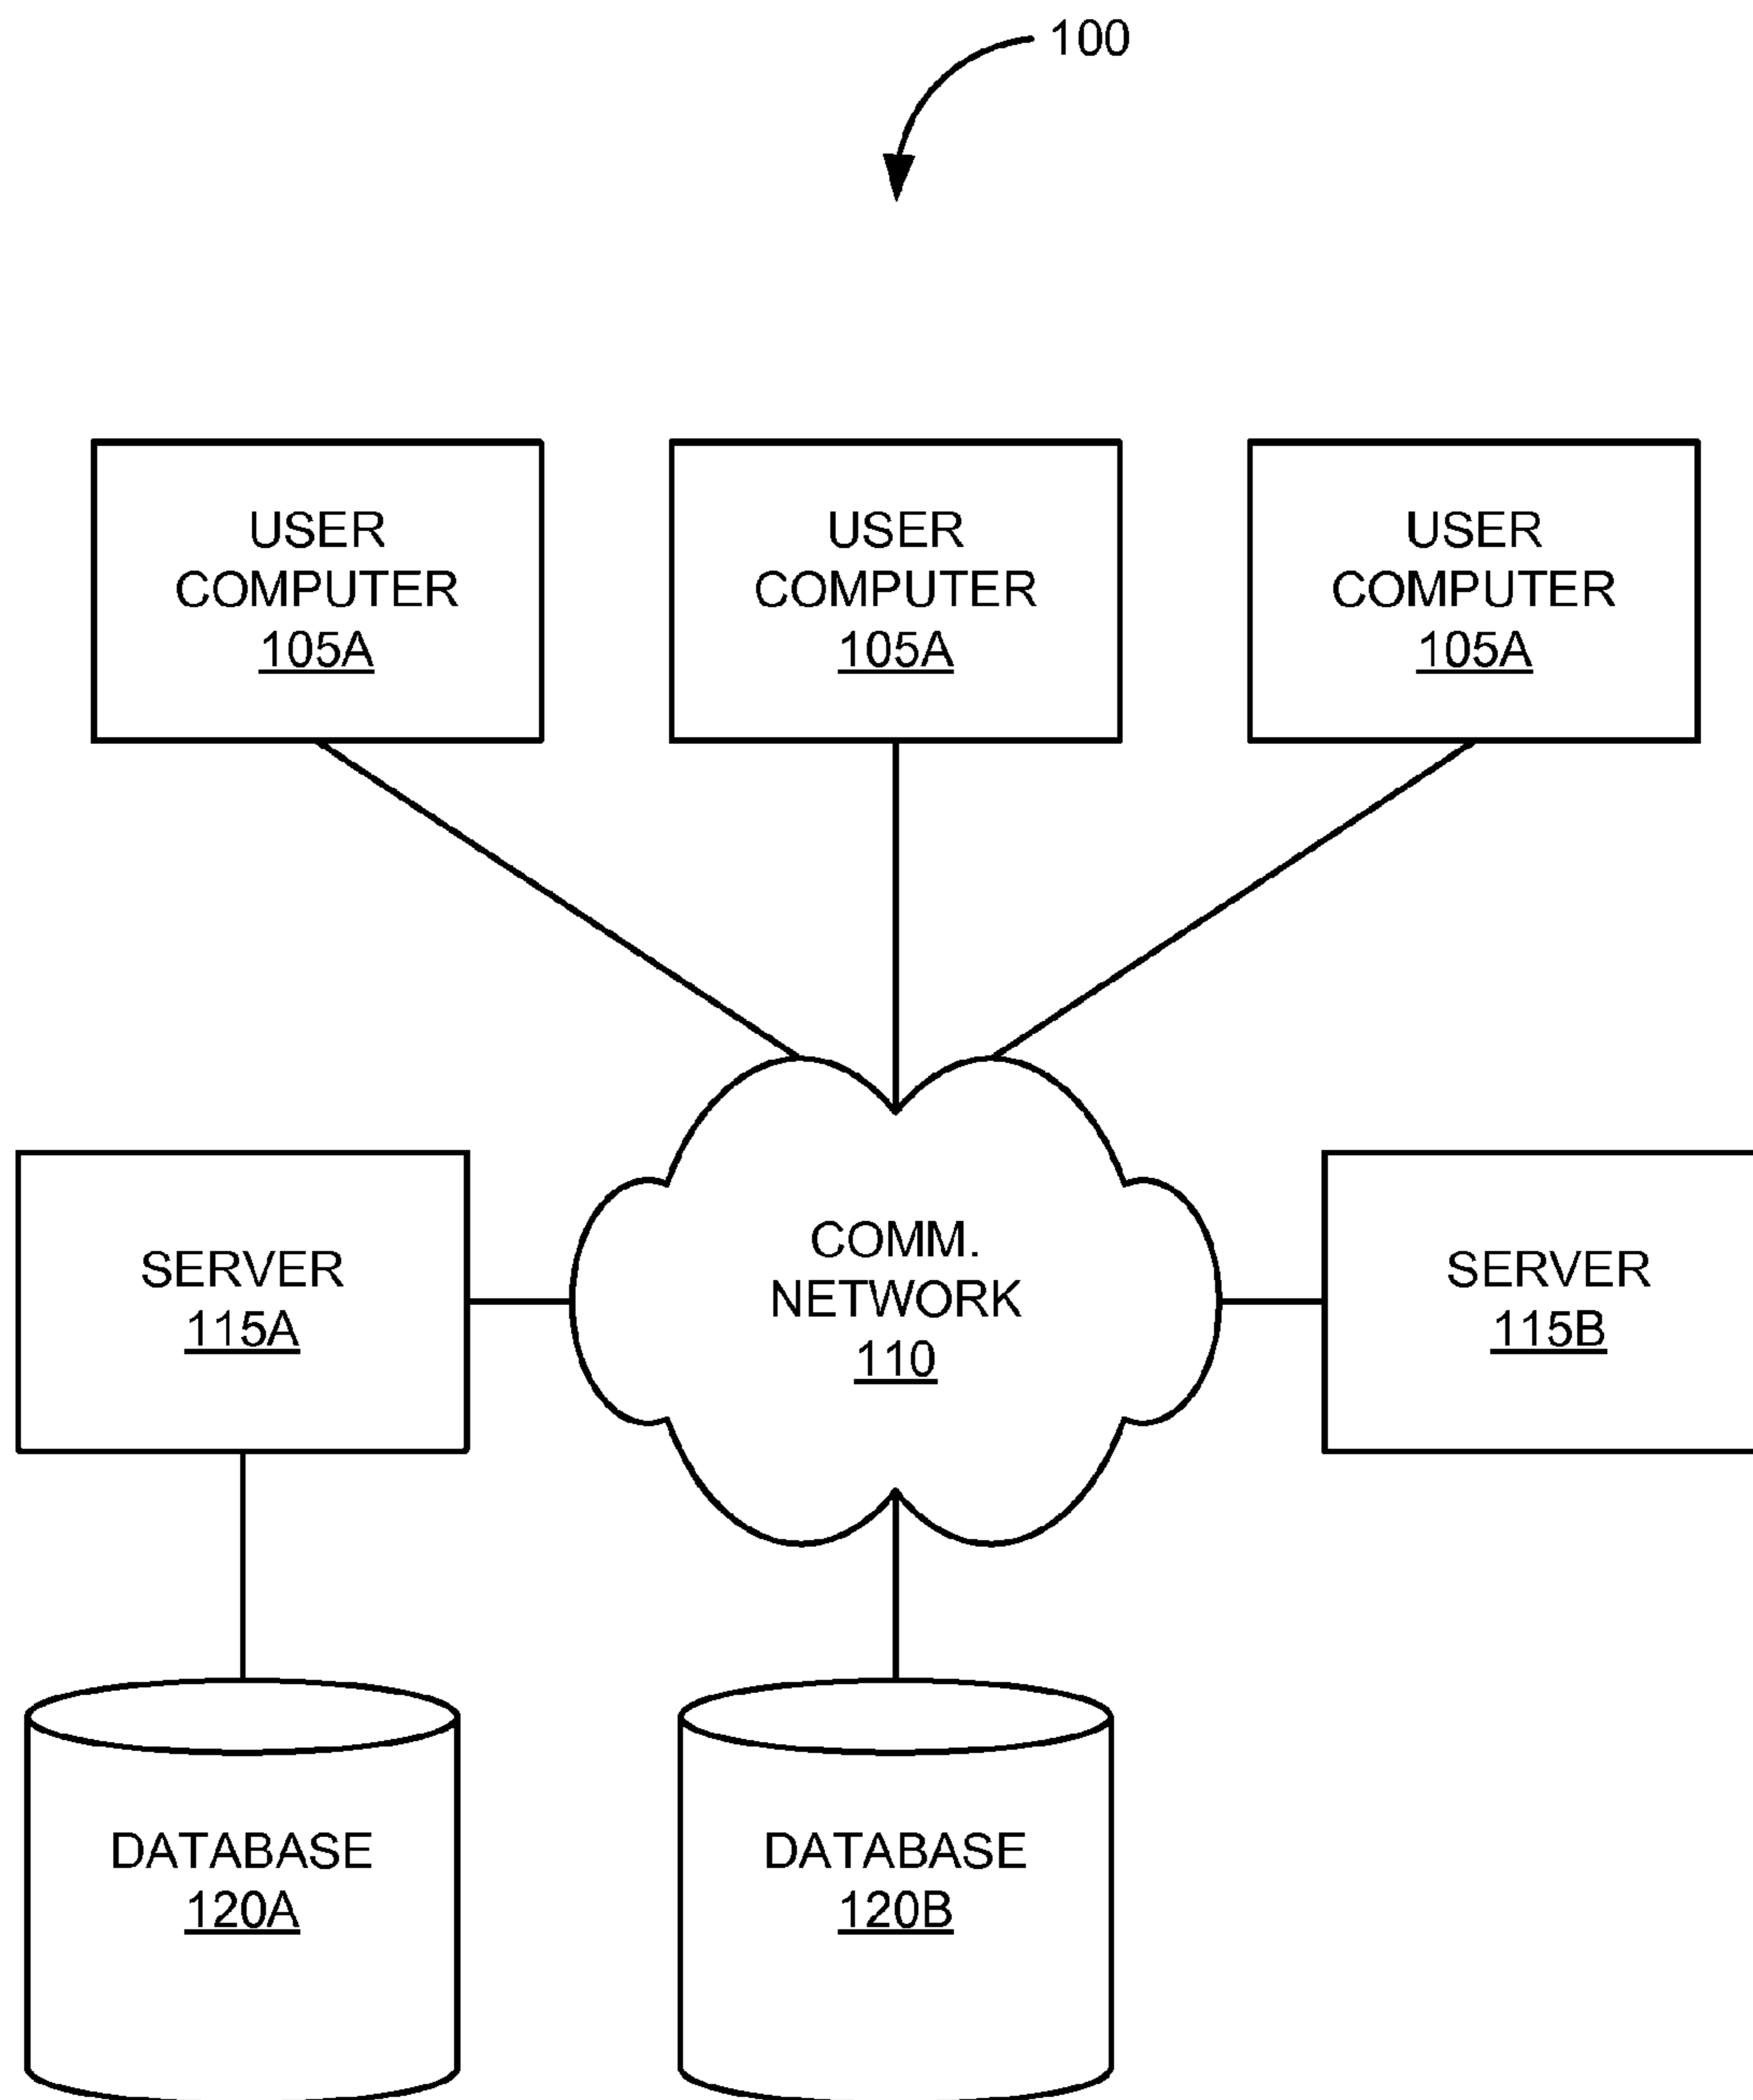 100
USER
COMPUTER
105A
USER
COMPUTER
105A
USER
COMPUTER
105A
SERVER
115A
COMM.
NETWORK
110
SERVER
115B
DATABASE
120A
DATABASE
120B